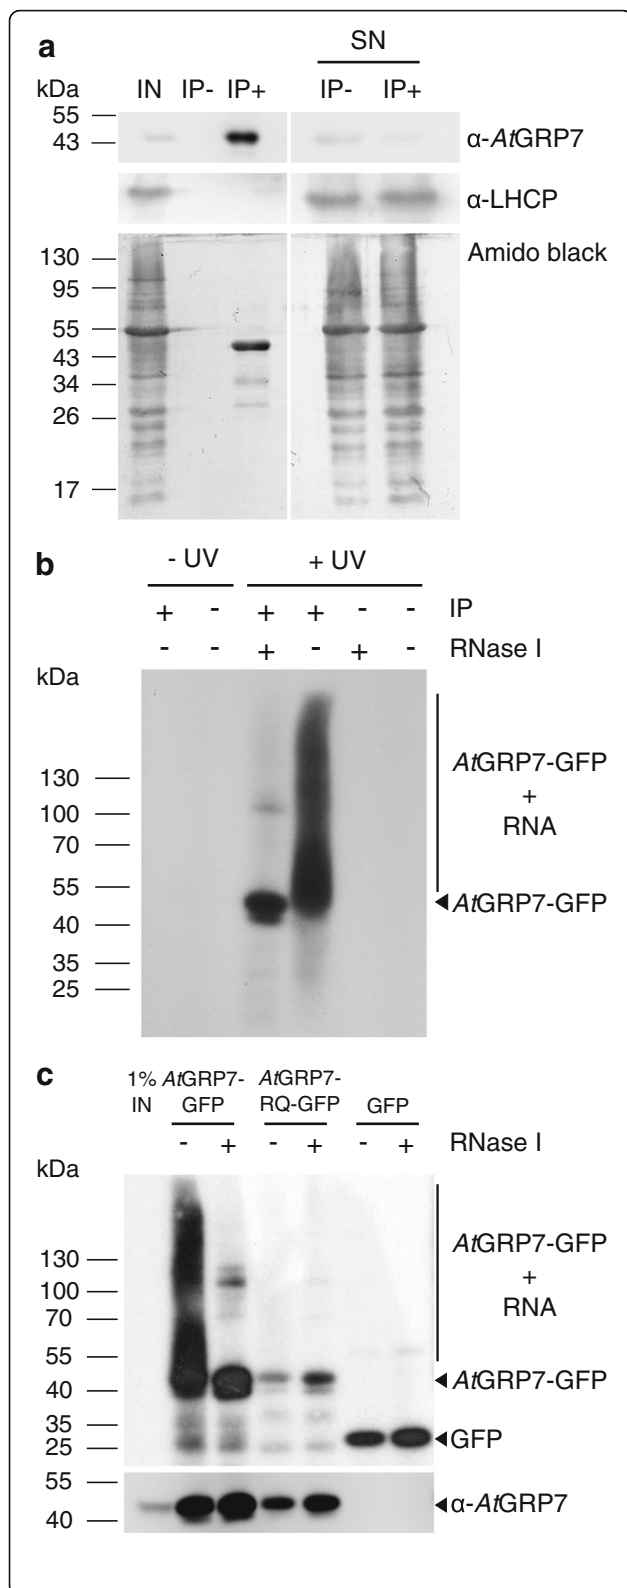 a
SN
kDa IN IP- IP+ IP- IP+
55
43
α-AtGRP7
α-LHCP
Amido black
130
95
55
43
34
26
17
b
- UV + UV
+ - + + - - IP
- - + - + - RNase I
kDa
130
100
70
55
40
35
25
AtGRP7-GFP
+
RNA
AtGRP7-GFP
c
1% AtGRP7- AtGRP7-
IN GFP RQ-GFP GFP
- + - + - + RNase I
kDa
130
100
70
55
40
35
25
AtGRP7-GFP
+
RNA
AtGRP7-GFP
GFP
55
40
α-AtGRP7